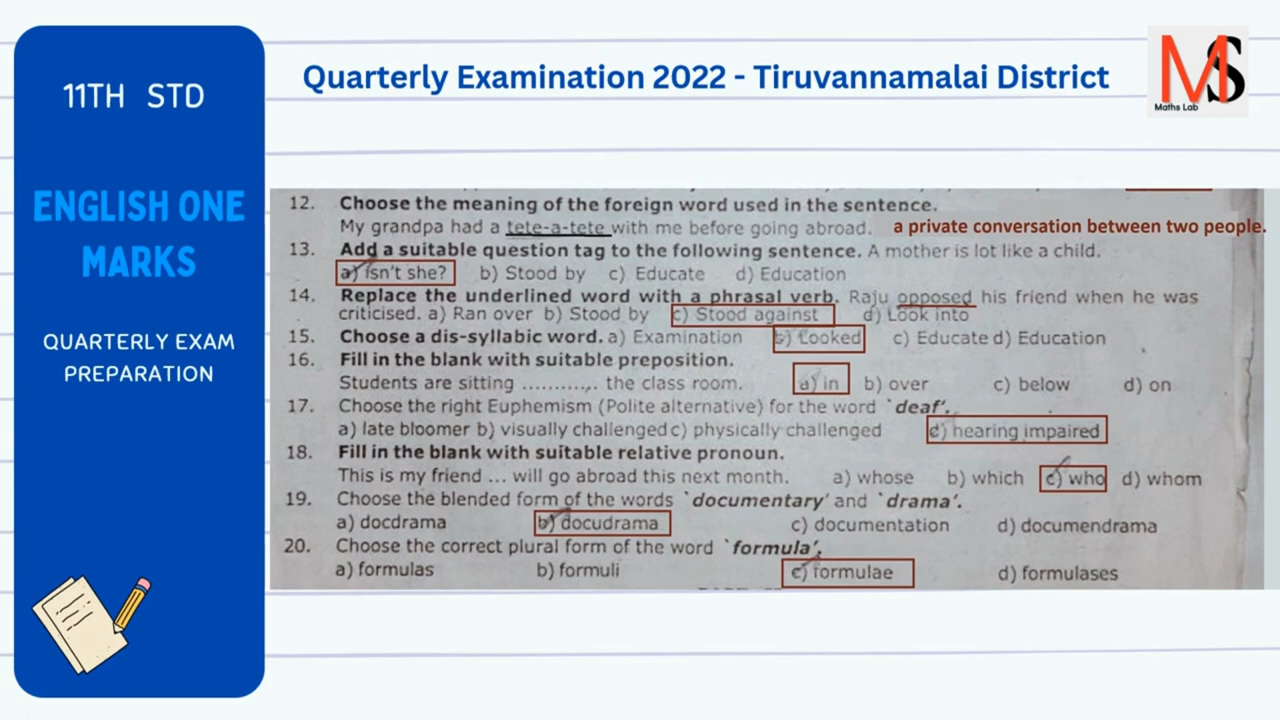 11TH STD
ENGLISH ONE
MARKS
QUARTERLY EXAM
PREPARATION
Quarterly Examination 2022 - Tiruvannamalai District
MS
Maths Lab
12. Choose the meaning of the foreign word used in the sentence.
My grandpa had a tete-a-tete with me before going abroad. a private conversation between two people.
13. Add a suitable question tag to the following sentence. A mother is lot like a child.
a) isn't she? b) Stood by c) Educate d) Education
14. Replace the underlined word with a phrasal verb. Raju opposed his friend when he was
criticised. a) Ran over b) Stood by c) Stood against d) Look into
15. Choose a dis-syllabic word. a) Examination b) Looked c) Educate d) Education
16. Fill in the blank with suitable preposition.
Students are sitting ............ the class room. a) in b) over c) below d) on
17. Choose the right Euphemism (Polite alternative) for the word `deaf'.
a) late bloomer b) visually challenged c) physically challenged d) hearing impaired
18. Fill in the blank with suitable relative pronoun.
This is my friend ... will go abroad this next month. a) whose b) which c) who d) whom
19. Choose the blended form of the words `documentary' and `drama'.
a) docdrama b) docudrama c) documentation d) documendrama
20. Choose the correct plural form of the word `formula'.
a) formulas b) formuli c) formulae d) formulases